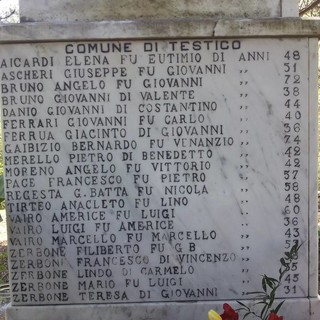 COMUNE DI TESTICO
AICARDI ELENA FU EUTIMIO DI ANNI 48
ASCHERI GIUSEPPE FU GIOVANNI „ 51
BRUNO ANGELO FU GIOVANNI „ 72
BRUNO GIOVANNI DI VALENTE „ 38
DANIO GIOVANNI DI COSTANTINO „ 44
FERRARI GIOVANNI FU CARLO „ 40
FERRUA GIACINTO DI GIOVANNI „ 36
GAIBIZIO BERNARDO FU VENANZIO „ 74
MERELLO PIETRO DI BENEDETTO „ 42
MORENO ANGELO FU VITTORIO „ 42
PAGE FRANCESCO FU PIETRO „ 57
REGESTA G. BATTA FU NICOLA „ 58
TIRTEO ANACLETO FU LINO „ 48
VAIRO AMERICE FU LUIGI „ 60
VAIRO LUIGI FU AMERICE „ 36
VAIRO MARCELLO FU MARCELLO „ 43
ZERBONE FILIBERTO FU G B „
ZERBONI FRANCESCO DI VINCENZO „
ZERBONE LINDO DI CARMELO „
ZERBONE MARIO FU LUIGI „ 45
ZERBONE TERESA DI GIOVANNI „ 31